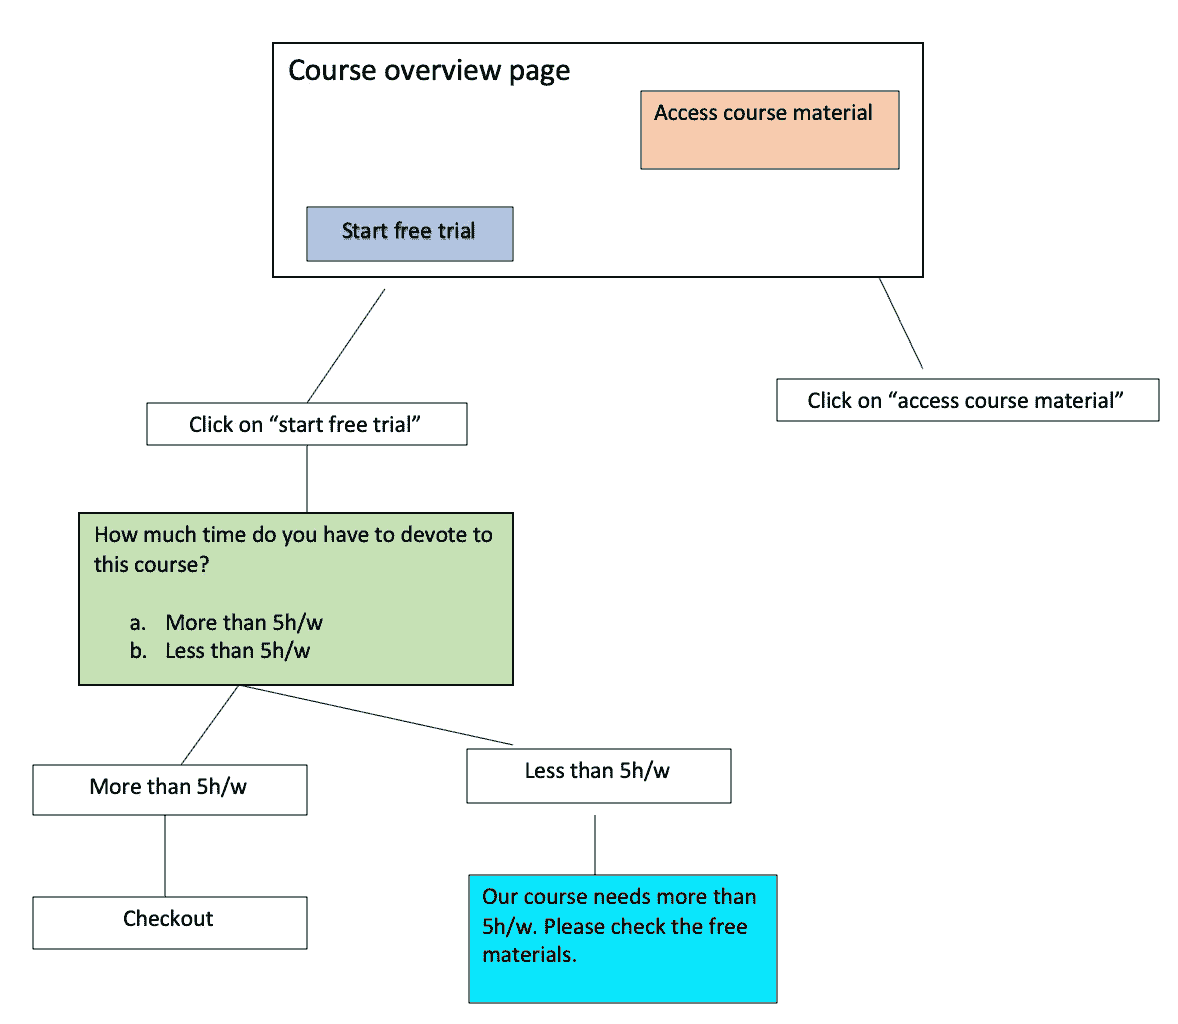 Course overview page
Access course material
Start free trial
Click on “start free trial”
Click on “access course material”
How much time do you have to devote to
this course?
a. More than 5h/w
b. Less than 5h/w
More than 5h/w
Less than 5h/w
Checkout
Our course needs more than
5h/w. Please check the free
materials.